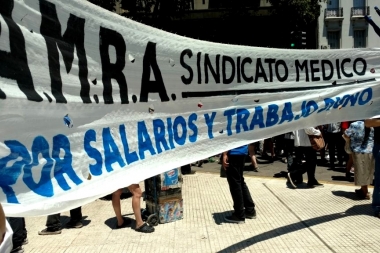 A.M.R.A. SINDICATO MEDICO
POR SALARIOS Y TRABAJO DIGNO